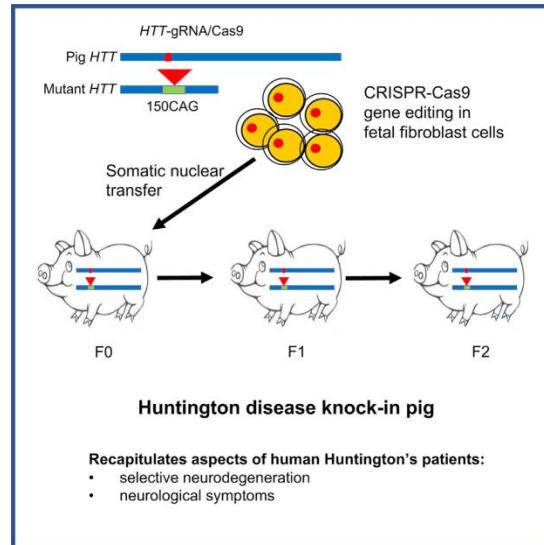 HTT-gRNA/Cas9
Pig HTT
Mutant HTT
150CAG
CRISPR-Cas9
gene editing in
fetal fibroblast cells
Somatic nuclear
transfer
F0
F1
F2
Huntington disease knock-in pig
Recapitulates aspects of human Huntington's patients:
• selective neurodegeneration
• neurological symptoms